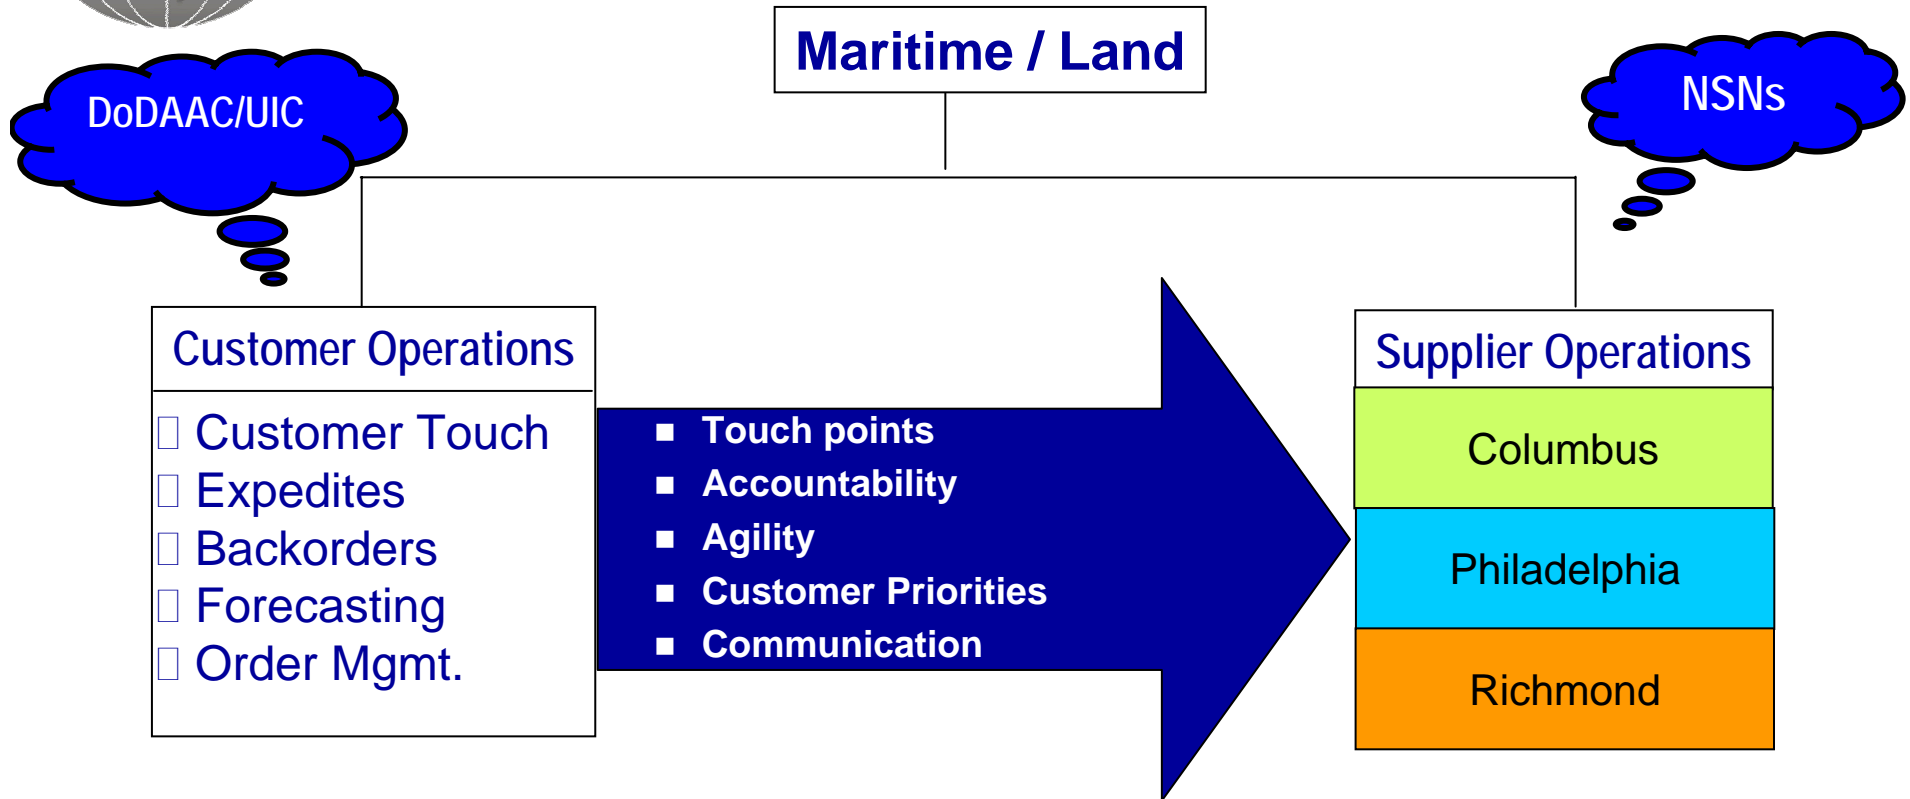 Maritime / Land
DoDAAC/UIC
NSNs
Customer Operations
Customer Touch
Expedites
Backorders
Forecasting
Order Mgmt.
Touch points
Accountability
Agility
Customer Priorities
Communication
Supplier Operations
Columbus
Philadelphia
Richmond